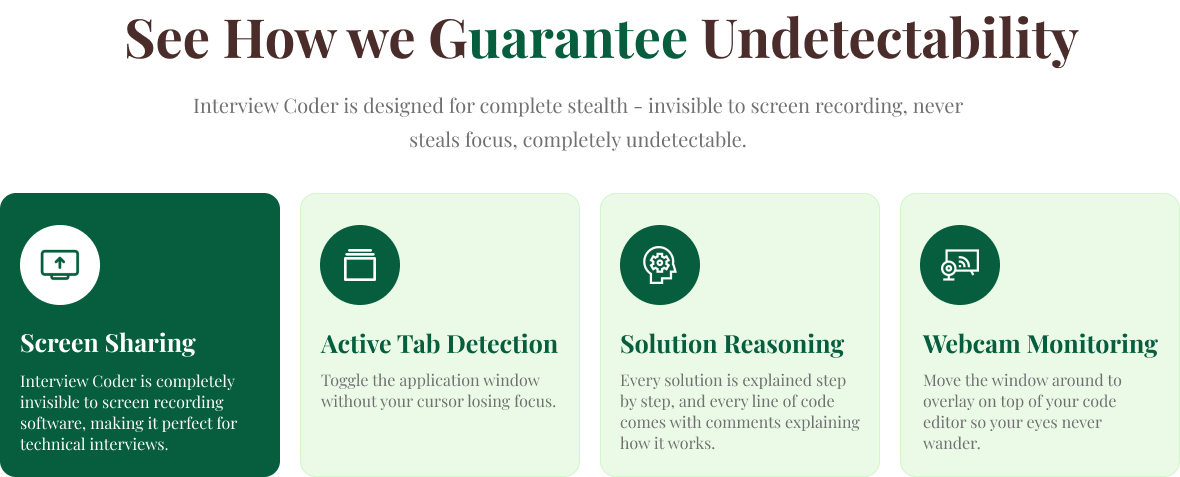 See How we Guarantee Undetectability
Interview Coder is designed for complete stealth - invisible to screen recording, never
steals focus, completely undetectable.
Screen Sharing
Interview Coder is completely
invisible to screen recording
software, making it perfect for
technical interviews.
Active Tab Detection
Toggle the application window
without your cursor losing focus.
Solution Reasoning
Every solution is explained step
by step, and every line of code
comes with comments explaining
how it works.
Webcam Monitoring
Move the window around to
overlay on top of your code
editor so your eyes never
wander.